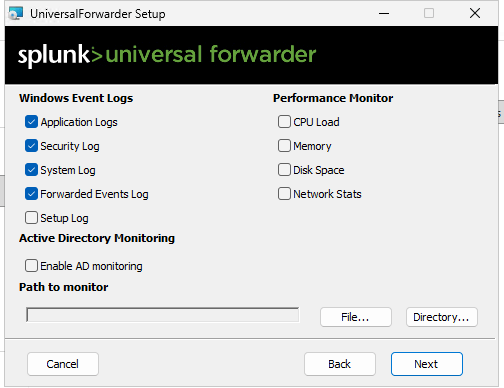 UniversalForwarder Setup
splunk> universal forwarder
Windows Event Logs
Performance Monitor
Application Logs
CPU Load
Security Log
Memory
System Log
Disk Space
Forwarded Events Log
Network Stats
Setup Log
Active Directory Monitoring
Enable AD monitoring
Path to monitor
File...
Directory...
Cancel
Back
Next